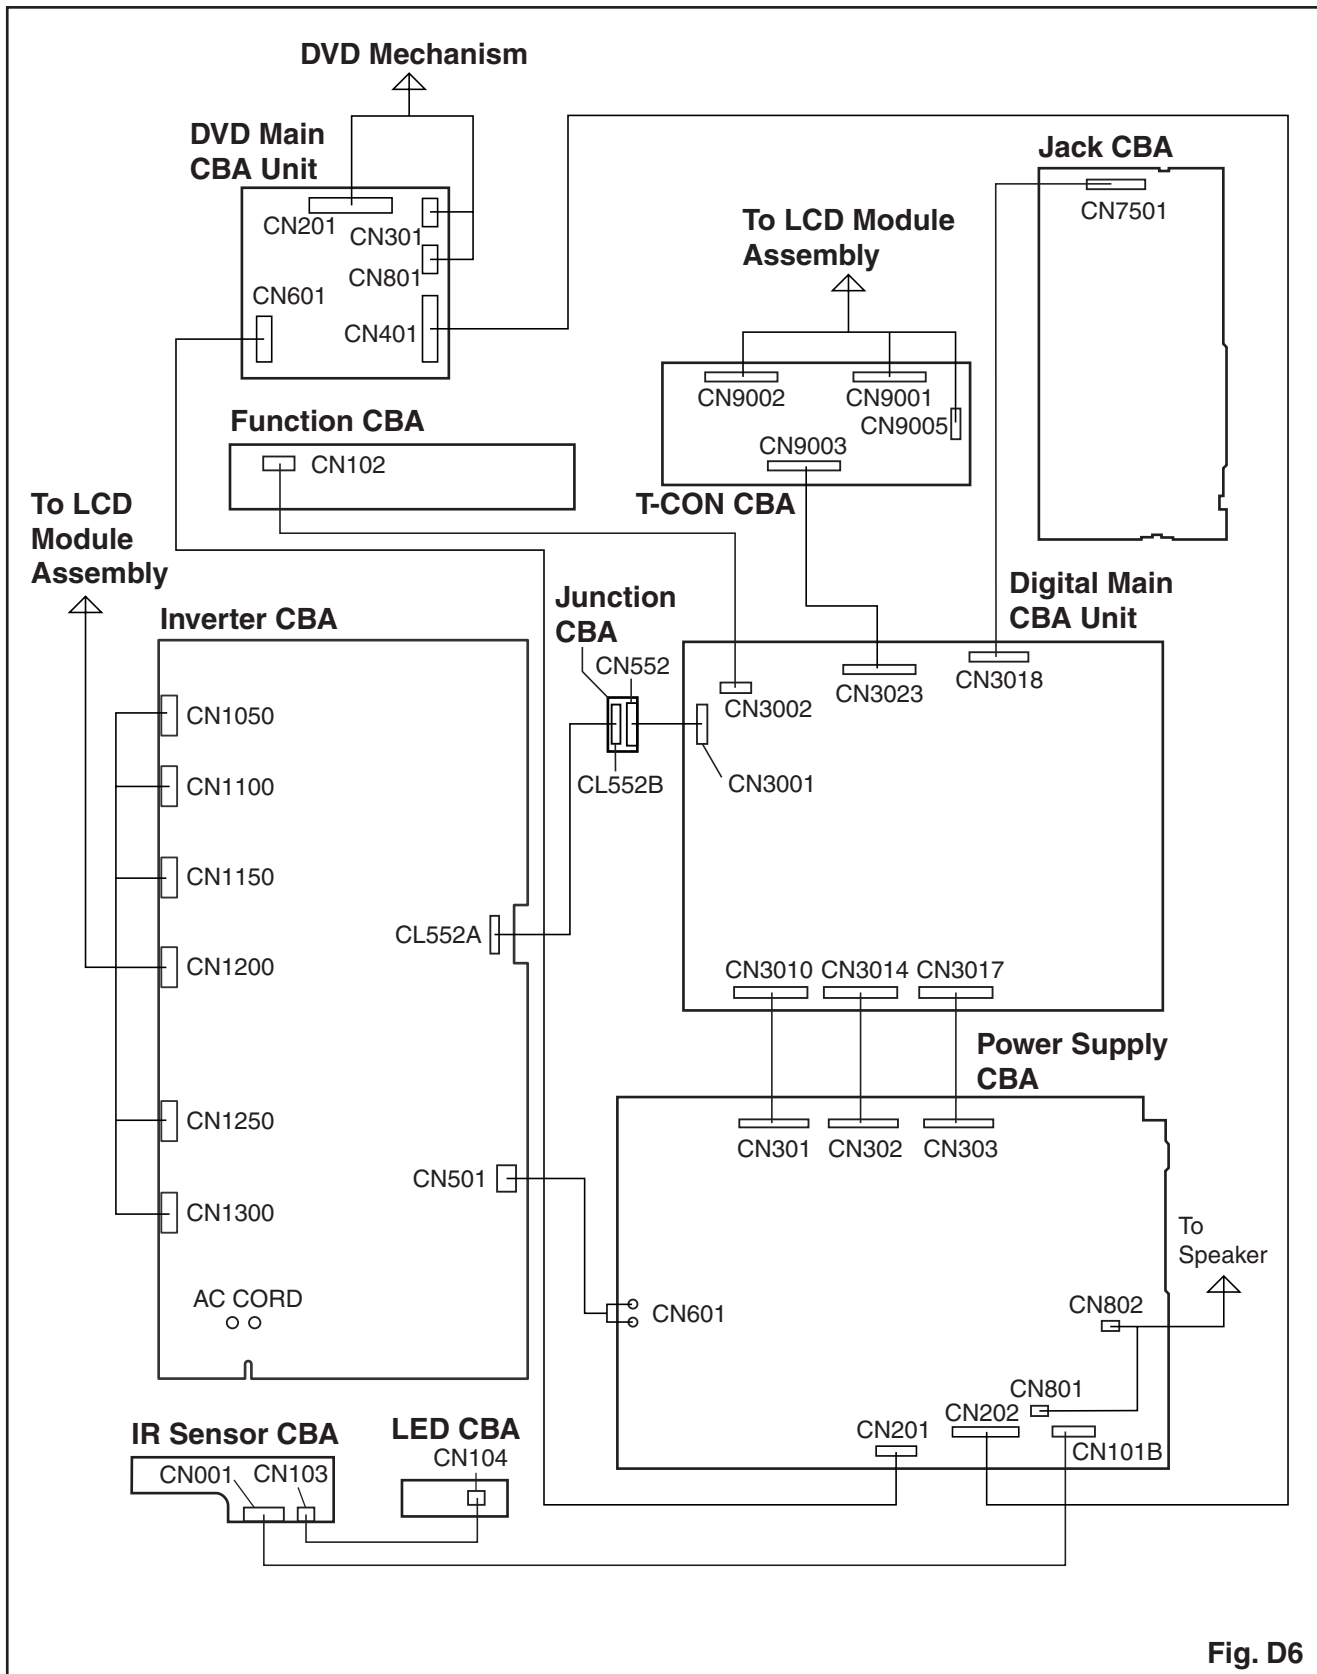 DVD Mechanism
DVD Main
CBA Unit
CN201
CN301
CN801
CN601
CN401
Jack CBA
CN7501
To LCD Module
Assembly
CN9002
CN9001
CN9005
CN9003
T-CON CBA
Function CBA
CN102
To LCD
Module
Assembly
Inverter CBA
CN1050
CN1100
CN1150
CN1200
CN1250
CN1300
CL552A
CN501
AC CORD
Junction
CBA
CN552
CL552B
Digital Main
CBA Unit
CN3002
CN3023
CN3018
CN3001
CN3010
CN3014
CN3017
Power Supply
CBA
CN301
CN302
CN303
CN601
To
Speaker
CN802
CN801
CN202
CN201
CN101B
IR Sensor CBA
CN001
CN103
LED CBA
CN104
Fig. D6